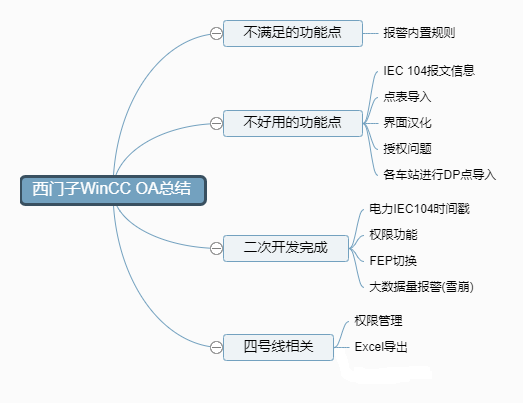 西门子WinCC OA总结
不满足的功能点
报警内置规则
不好用的功能点
IEC 104报文信息
点表导入
界面汉化
授权问题
各车站进行DP点导入
二次开发完成
电力IEC104时间戳
权限功能
FEP切换
大数据量报警(雪崩)
四号线相关
权限管理
Excel导出